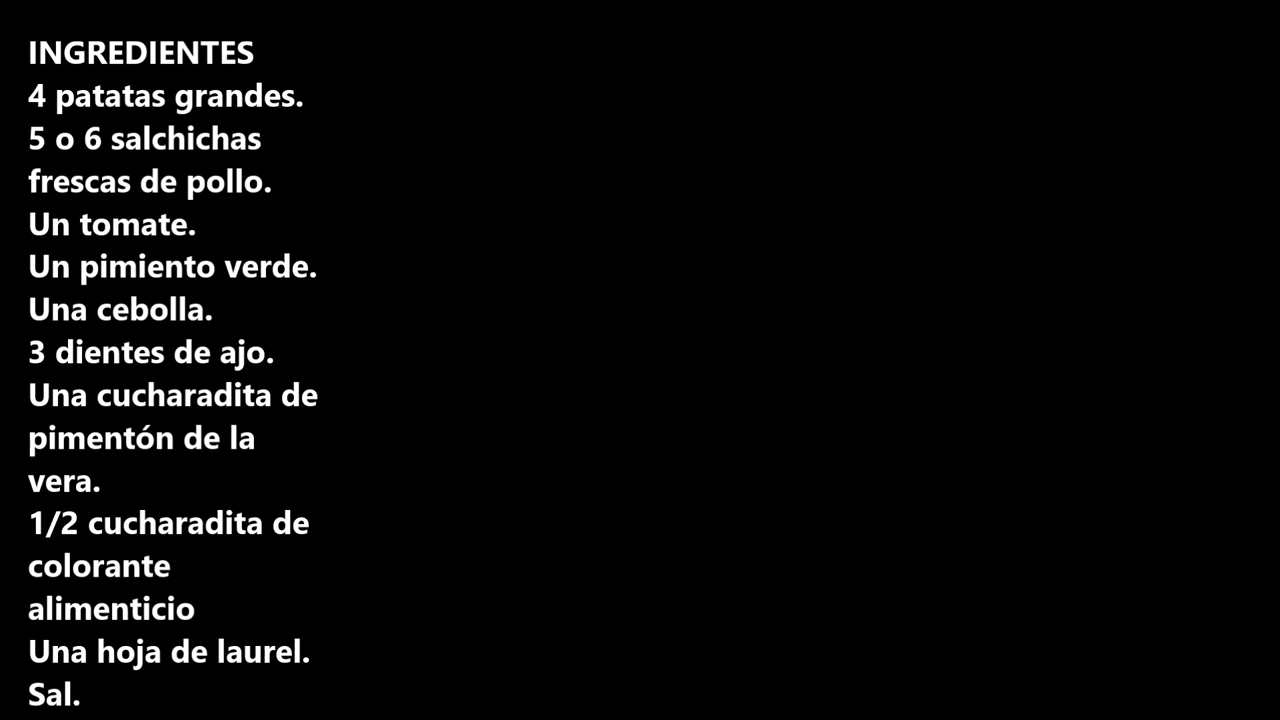 INGREDIENTES
4 patatas grandes.
5 o 6 salchichas
frescas de pollo.
Un tomate.
Un pimiento verde.
Una cebolla.
3 dientes de ajo.
Una cucharadita de
pimentón de la
vera.
1/2 cucharadita de
colorante
alimenticio
Una hoja de laurel.
Sal.